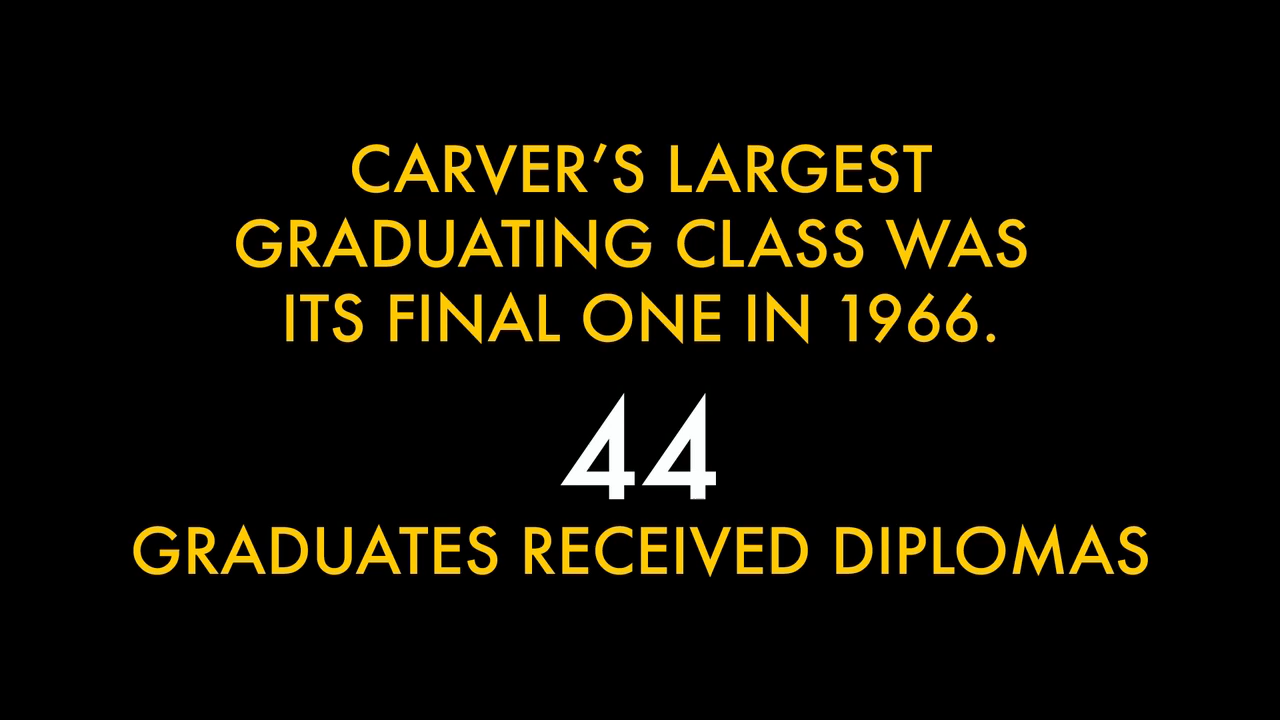 CARVER’S LARGEST
GRADUATING CLASS WAS
ITS FINAL ONE IN 1966.
44
GRADUATES RECEIVED DIPLOMAS